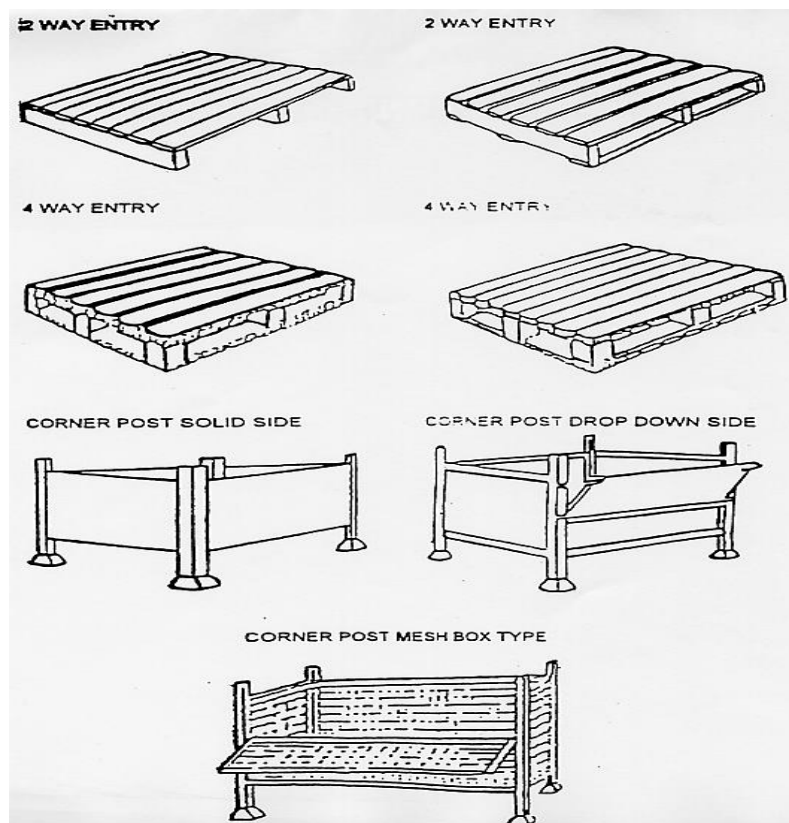 2 WAY ENTRY
2 WAY ENTRY
4 WAY ENTRY
4 WAY ENTRY
CORNER POST SOLID SIDE
CORNER POST DROP DOWN SIDE
CORNER POST MESH BOX TYPE